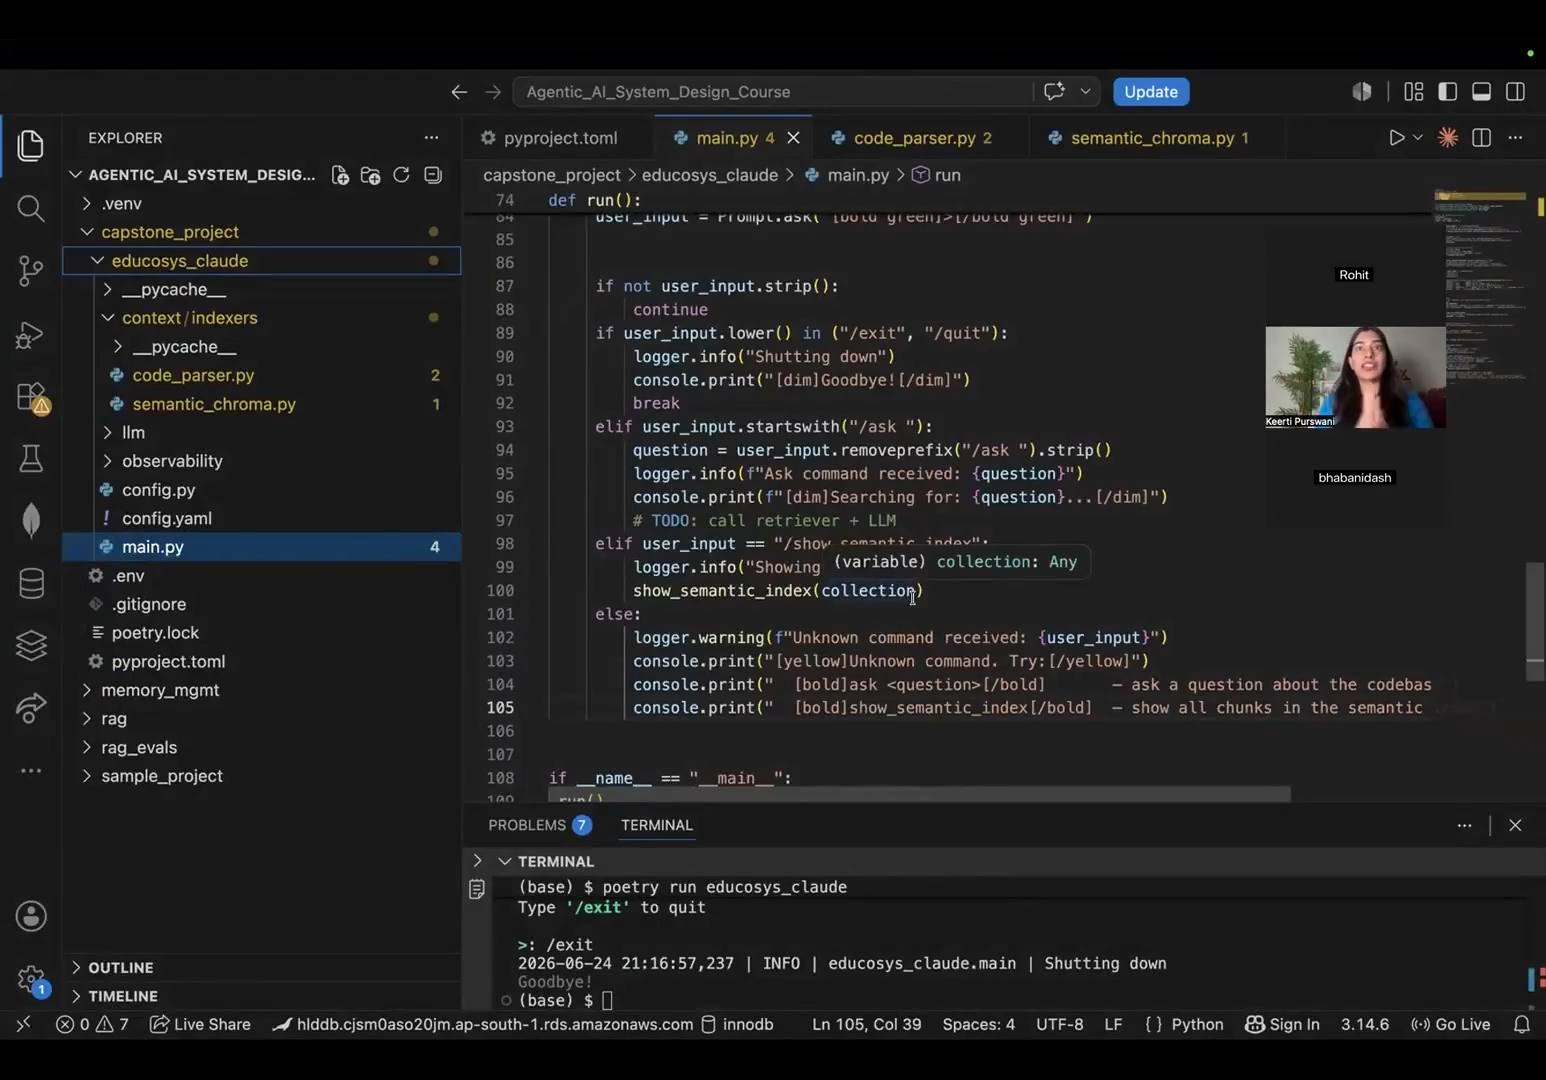 Agentic_AI_System_Design_Course
Update
EXPLORER
pyproject.toml
main.py 4
code_parser.py 2
semantic_chroma.py 1
AGENTIC_AI_SYSTEM_DESIG...
capstone_project > educosys_claude > main.py > run
.venv
capstone_project
educosys_claude
__pycache__
context/indexers
__pycache__
code_parser.py 2
semantic_chroma.py 1
llm
observability
config.py
config.yaml
main.py 4
.env
.gitignore
poetry.lock
pyproject.toml
memory_mgmt
rag
rag_evals
sample_project
OUTLINE
TIMELINE
74 def run():
84 user_input = Prompt.ask("[bold green]>[/bold green]")
85
86
87 if not user_input.strip():
88 continue
89 if user_input.lower() in ("/exit", "/quit"):
90 logger.info("Shutting down")
91 console.print("[dim]Goodbye![/dim]")
92 break
93 elif user_input.startswith("/ask "):
94 question = user_input.removeprefix("/ask ").strip()
95 logger.info(f"Ask command received: {question}")
96 console.print(f"[dim]Searching for: {question}...[/dim]")
97 # TODO: call retriever + LLM
98 elif user_input == "/show_semantic_index":
(variable) collection: Any
99 logger.info("Showing
100 show_semantic_index(collection)
101 else:
102 logger.warning(f"Unknown command received: {user_input}")
103 console.print("[yellow]Unknown command. Try:[/yellow]")
104 console.print("  [bold]ask <question>[/bold] — ask a question about the codebas
105 console.print("  [bold]show_semantic_index[/bold] — show all chunks in the semantic
106
107
108 if __name__ == "__main__":
109 run()
Rohit
Keerti Purswani
bhabanidash
PROBLEMS 7 TERMINAL
TERMINAL
(base) $ poetry run educosys_claude
Type '/exit' to quit
>: /exit
2026-06-24 21:16:57,237 | INFO | educosys_claude.main | Shutting down
Goodbye!
(base) $
1
0 7 Live Share hlddb.cjsm0aso20jm.ap-south-1.rds.amazonaws.com innodb Ln 105, Col 39 Spaces: 4 UTF-8 LF { } Python Sign In 3.14.6 Go Live